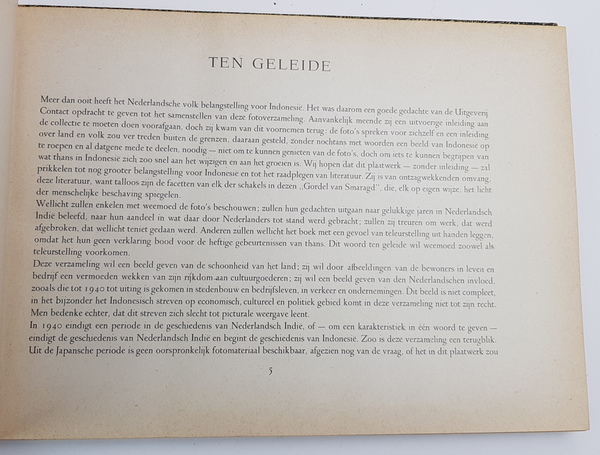 TEN GELEIDE
Meer dan ooit heeft het Nederlandsche volk belangstelling voor Indonesië. Het was daarom een goede gedachte van de Uitgeverij
Contact opdracht te geven tot het samenstellen van deze fotoverzameling. Aanvankelijk meende zij een uitvoerige inleiding aan
de collectie te moeten doen voorafgaan, doch zij kwam van dit voornemen terug: de foto's spreken voor zichzelf en een inleiding
over land en volk zou ver treden buiten de grenzen, daaraan gesteld, zonder nochtans met woorden een beeld van Indonesië op
te roepen en al datgene mede te deelen, noodig — niet om te kunnen genieten van de foto's, doch om iets te kunnen begrijpen van
wat thans in Indonesië zich zoo snel aan het wijzigen en aan het groeien is. Wij hopen dat dit plaatwerk — zonder inleiding — zal
prikkelen tot nog grooter belangstelling voor Indonesië en tot het raadplegen van literatuur. Zij is van ontzagwekkenden omvang,
deze literatuur, want talloos zijn de facetten van elk der schakels in dezen „Gordel van Smaragd", die, elk op eigen wijze, het licht
der menschelijke beschaving spiegelen.
Wellicht zullen enkelen met weemoed de foto's beschouwen; zullen hun gedachten uitgaan naar gelukkige jaren in Nederlandsch
Indië beleefd, naar hun aandeel in wat daar door Nederlanders tot stand werd gebracht; zullen zij treuren om werk, dat werd
afgebroken, dat wellicht teniet gedaan werd. Anderen zullen wellicht het boek met een gevoel van teleurstelling uit handen leggen,
omdat het hun geen verklaring bood voor de heftige gebeurtenissen van thans. Dit woord ten geleide wil weemoed zoowel als
teleurstelling voorkomen.
Deze verzameling wil een beeld geven van de schoonheid van het land; zij wil door afbeeldingen van de bewoners in leven en
bedrijf een vermoeden wekken van zijn rijkdom aan cultuurgoederen; zij wil een beeld geven van den Nederlandschen invloed,
zooals die tot 1940 tot uiting is gekomen in stedenbouw en bedrijfsleven, in verkeer en ondernemingen. Dit beeld is niet compleet,
in het bijzonder het Indonesisch streven op economisch, cultureel en politiek gebied komt in deze verzameling niet tot zijn recht.
Men bedenke echter, dat dit streven zich slecht tot picturale weergave leent.
In 1940 eindigt een periode in de geschiedenis van Nederlandsch Indië, of — om een karakteristiek in één woord te geven —
eindigt de geschiedenis van Nederlandsch Indië en begint de geschiedenis van Indonesië. Zoo is deze verzameling een terugblik.
Uit de Japansche periode is geen oorspronkelijk fotomateriaal beschikbaar, afgezien nog van de vraag, of het in dit plaatwerk zou
5